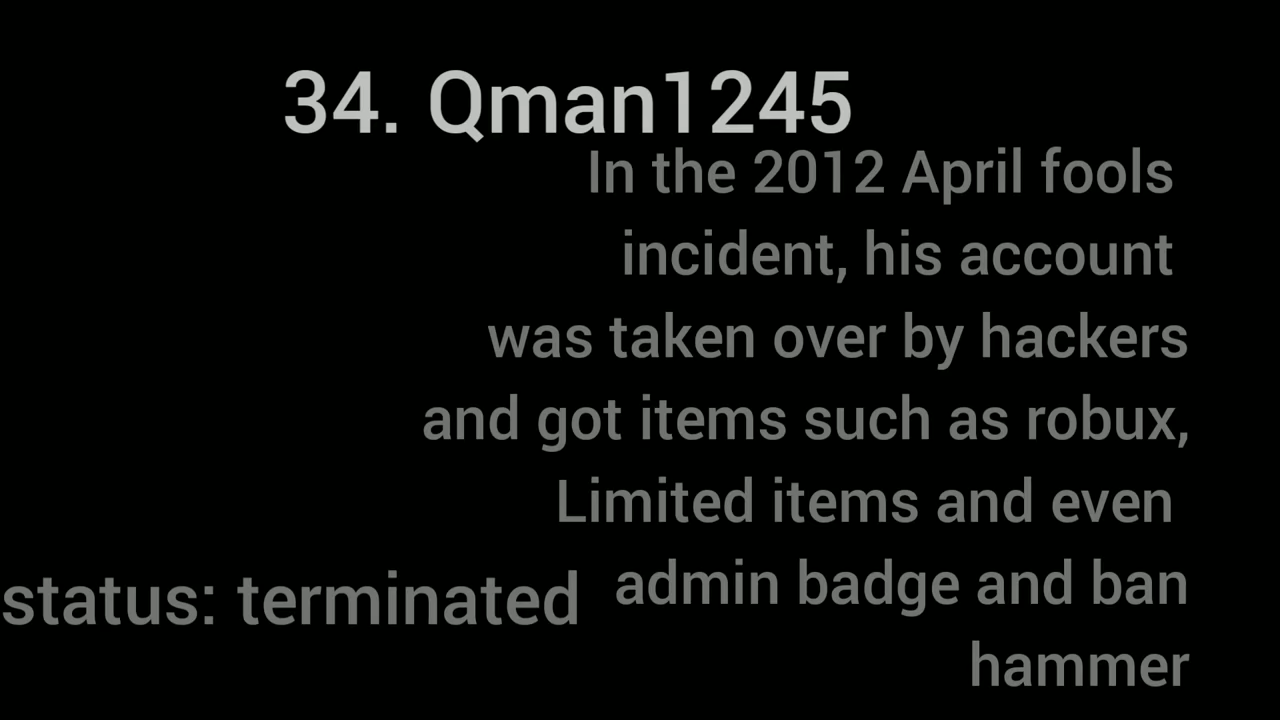 34. Qman1245
In the 2012 April fools
incident, his account
was taken over by hackers
and got items such as robux,
Limited items and even
admin badge and ban
hammer
status: terminated